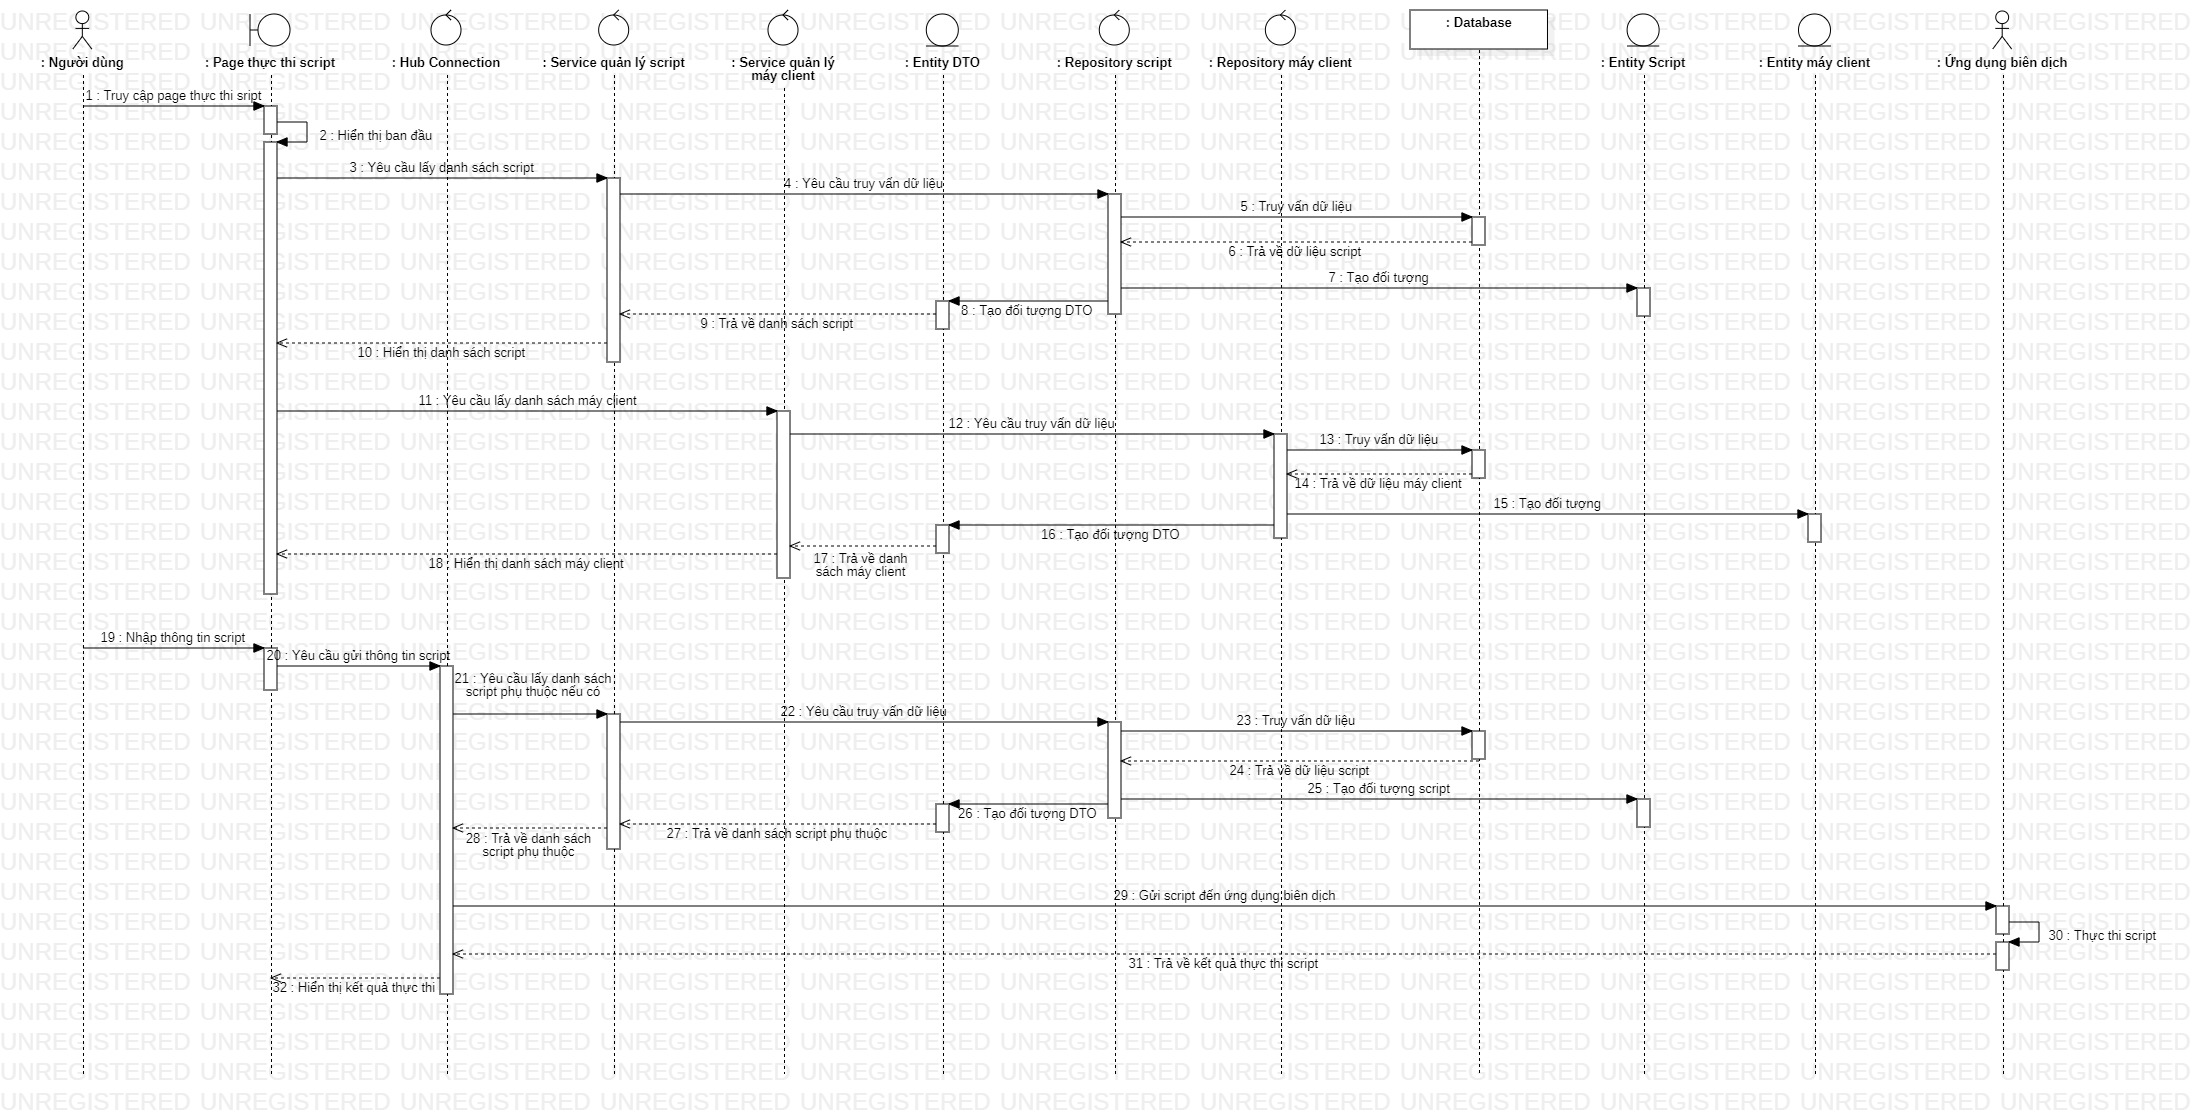 : Người dùng
: Page thực thi script
: Hub Connection
: Service quản lý script
: Service quản lý
máy client
: Entity DTO
: Repository script
: Repository máy client
: Database
: Entity Script
: Entity máy client
: Ứng dụng biên dịch
1 : Truy cập page thực thi sript
2 : Hiển thị ban đầu
3 : Yêu cầu lấy danh sách script
4 : Yêu cầu truy vấn dữ liệu
5 : Truy vấn dữ liệu
6 : Trả về dữ liệu script
7 : Tạo đối tượng
8 : Tạo đối tượng DTO
9 : Trả về danh sách script
10 : Hiển thị danh sách script
11 : Yêu cầu lấy danh sách máy client
12 : Yêu cầu truy vấn dữ liệu
13 : Truy vấn dữ liệu
14 : Trả về dữ liệu máy client
15 : Tạo đối tượng
16 : Tạo đối tượng DTO
17 : Trả về danh
sách máy client
18 : Hiển thị danh sách máy client
19 : Nhập thông tin script
20 : Yêu cầu gửi thông tin script
21 : Yêu cầu lấy danh sách
script phụ thuộc nếu có
22 : Yêu cầu truy vấn dữ liệu
23 : Truy vấn dữ liệu
24 : Trả về dữ liệu script
25 : Tạo đối tượng script
26 : Tạo đối tượng DTO
27 : Trả về danh sách script phụ thuộc
28 : Trả về danh sách
script phụ thuộc
29 : Gửi script đến ứng dụng biên dịch
30 : Thực thi script
31 : Trả về kết quả thực thi script
32 : Hiển thị kết quả thực thi
UNREGISTERED